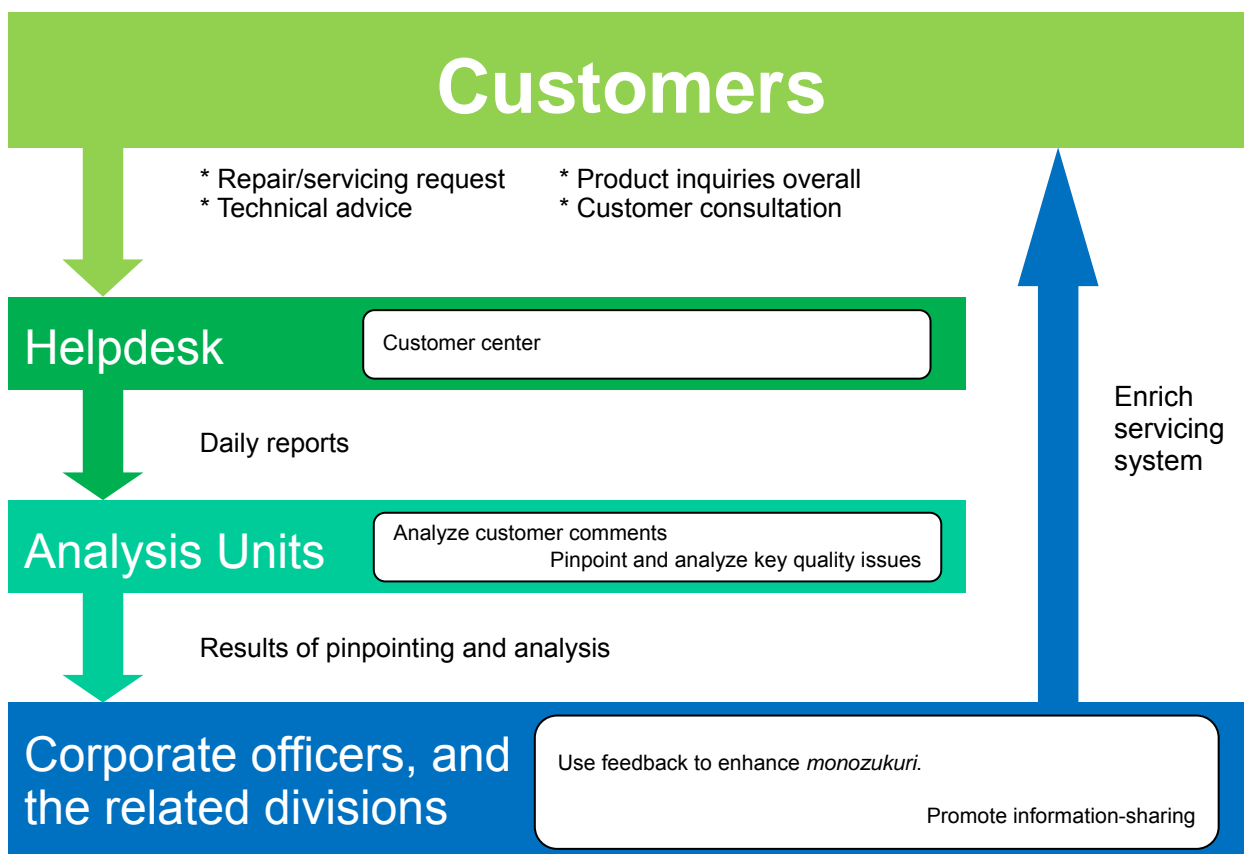 Customers
* Repair/servicing request
* Technical advice
* Product inquiries overall
* Customer consultation
Helpdesk
Customer center
Daily reports
Enrich
servicing
system
Analysis Units
Analyze customer comments
Pinpoint and analyze key quality issues
Results of pinpointing and analysis
Corporate officers, and
the related divisions
Use feedback to enhance monozukuri.
Promote information-sharing